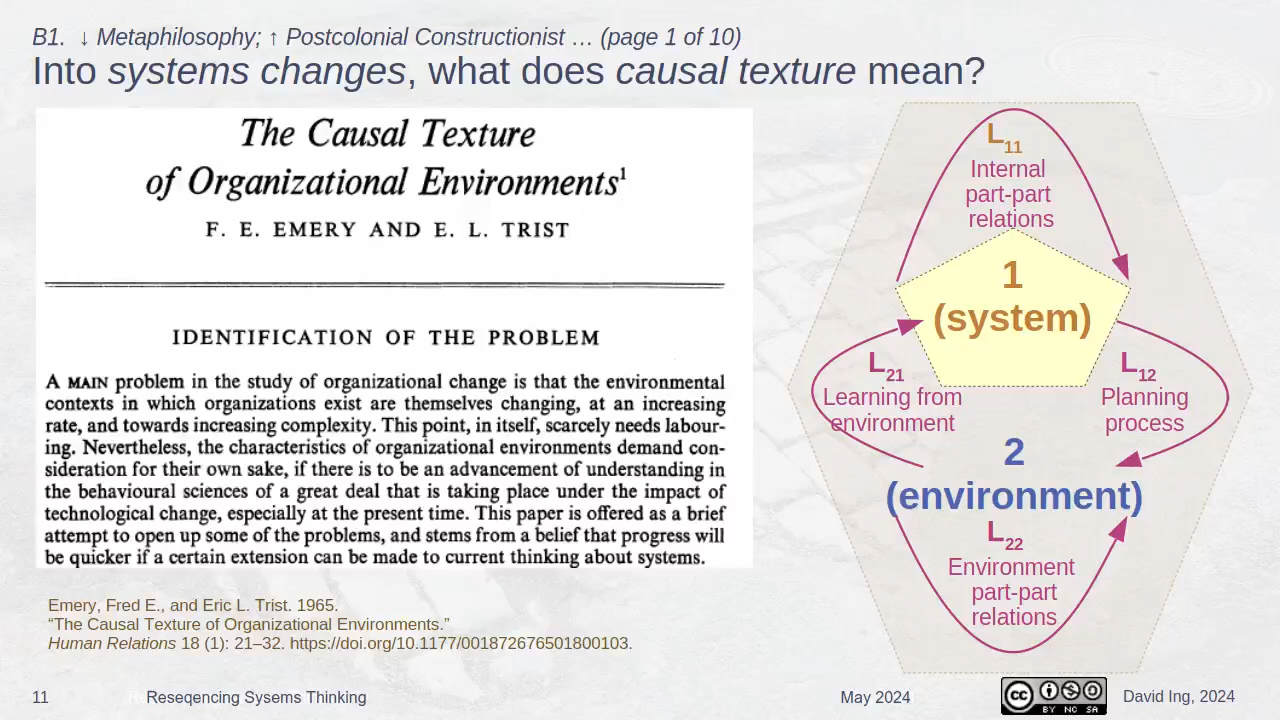 B1. ↓ Metaphilosophy; ↑ Postcolonial Constructionist … (page 1 of 10)
Into systems changes, what does causal texture mean?
The Causal Texture
of Organizational Environments¹
F. E. EMERY AND E. L. TRIST
IDENTIFICATION OF THE PROBLEM
A MAIN problem in the study of organizational change is that the environmental
contexts in which organizations exist are themselves changing, at an increasing
rate, and towards increasing complexity. This point, in itself, scarcely needs labour-
ing. Nevertheless, the characteristics of organizational environments demand con-
sideration for their own sake, if there is to be an advancement of understanding in
the behavioural sciences of a great deal that is taking place under the impact of
technological change, especially at the present time. This paper is offered as a brief
attempt to open up some of the problems, and stems from a belief that progress will
be quicker if a certain extension can be made to current thinking about systems.
Emery, Fred E., and Eric L. Trist. 1965.
“The Causal Texture of Organizational Environments.”
Human Relations 18 (1): 21–32. https://doi.org/10.1177/001872676501800103.
L11
Internal
part-part
relations
1
(system)
L21
Learning from
environment
L12
Planning
process
2
(environment)
L22
Environment
part-part
relations
11
Reseqencing Sysems Thinking
May 2024
cc
BY NC SA
David Ing, 2024